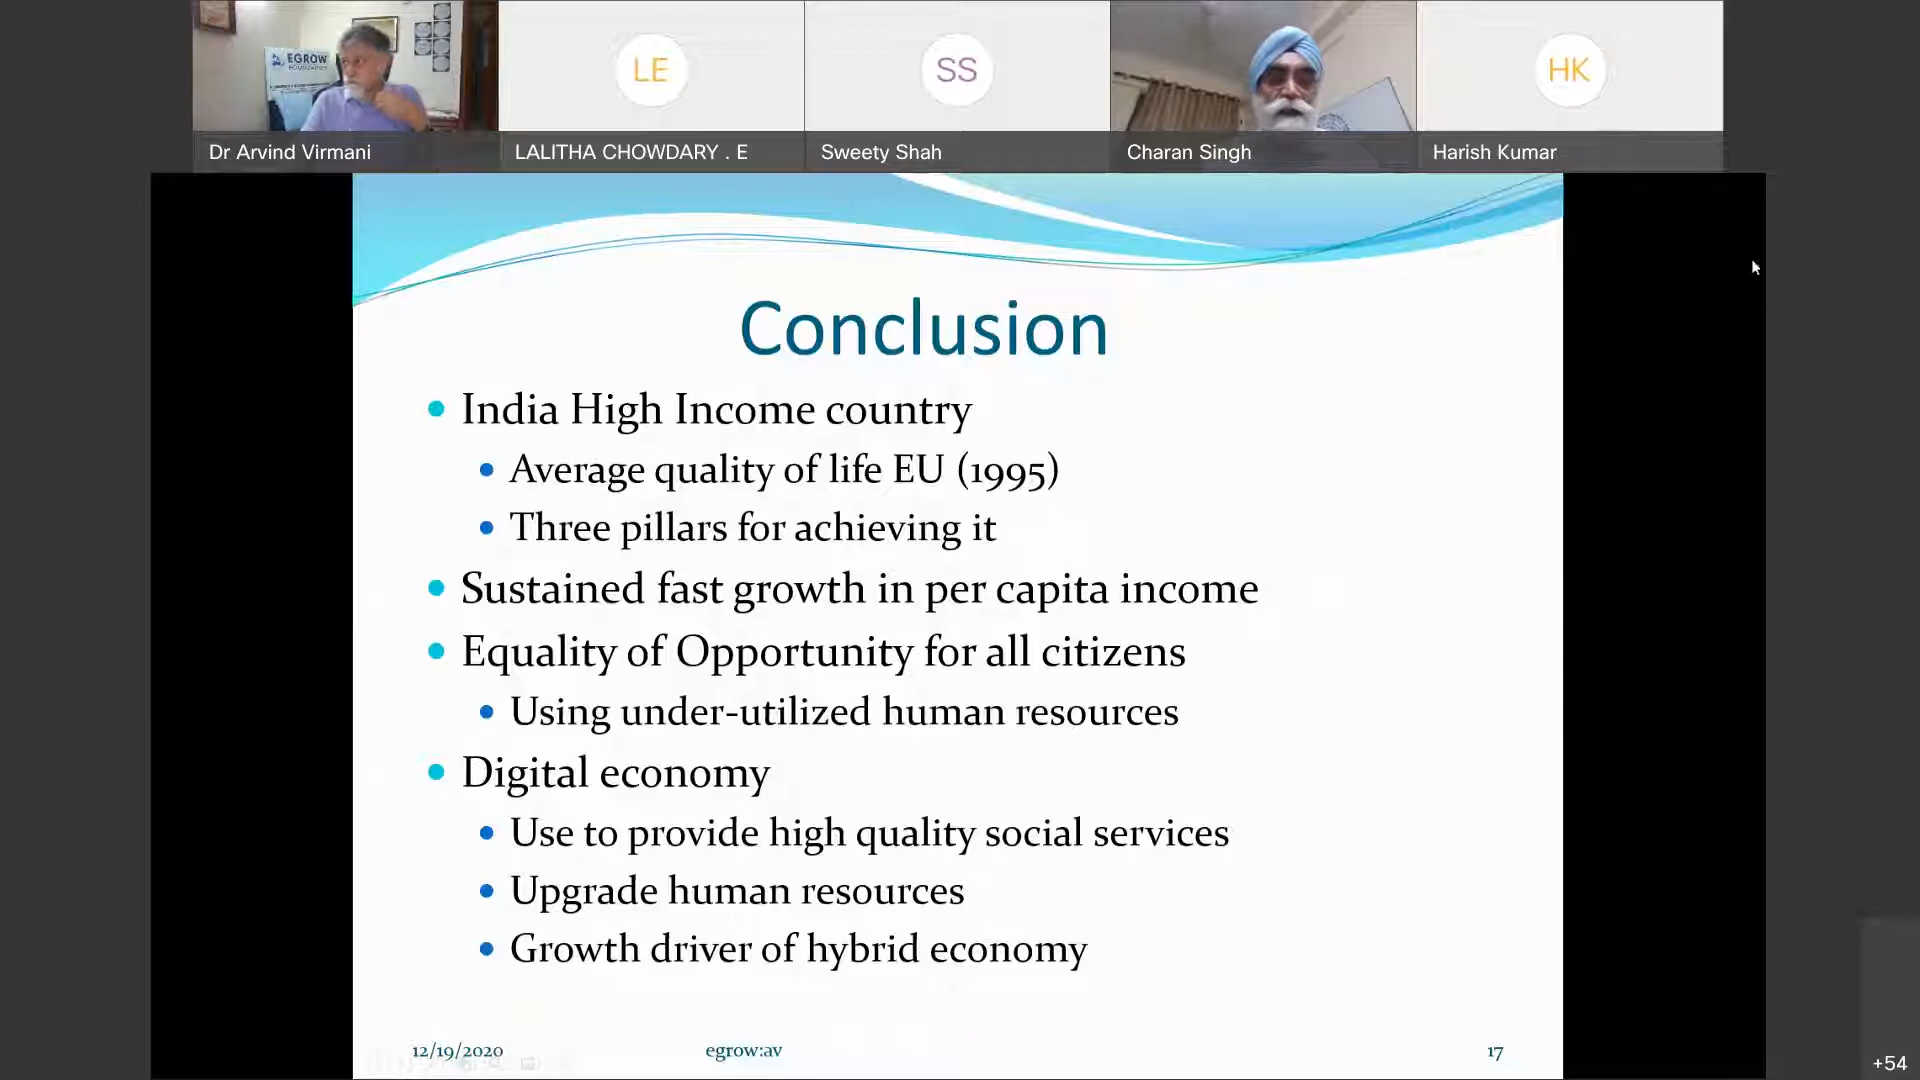 EGROW
FOUNDATION
LE
SS
HK
Dr Arvind Virmani
LALITHA CHOWDARY . E
Sweety Shah
Charan Singh
Harish Kumar
Conclusion
India High Income country
Average quality of life EU (1995)
Three pillars for achieving it
Sustained fast growth in per capita income
Equality of Opportunity for all citizens
Using under-utilized human resources
Digital economy
Use to provide high quality social services
Upgrade human resources
Growth driver of hybrid economy
12/19/2020
egrow:av
17
+54